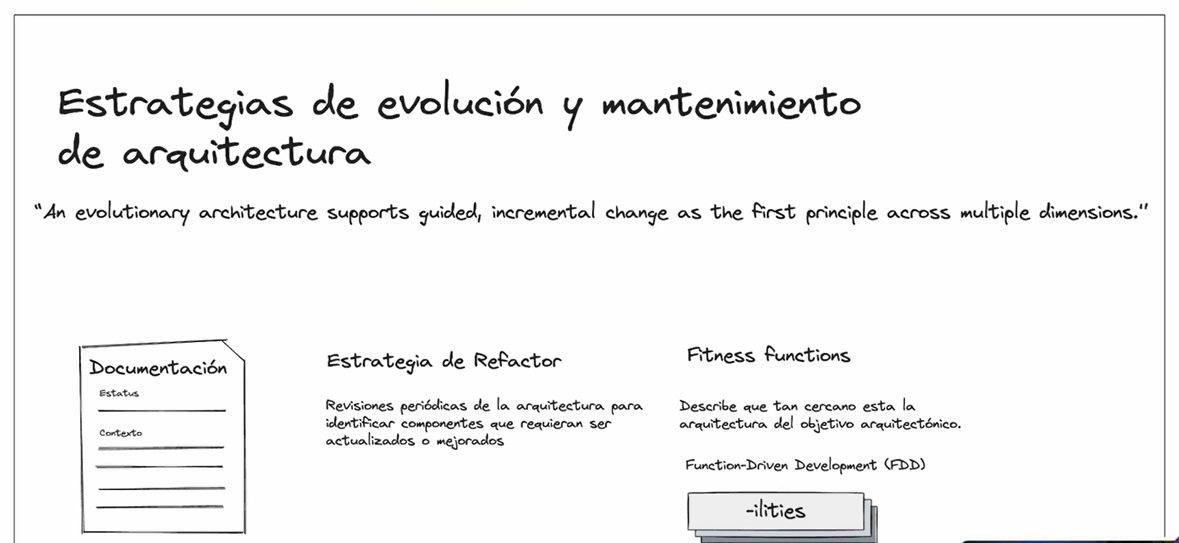 Estrategias de evolución y mantenimiento
de arquitectura
"An evolutionary architecture supports guided, incremental change as the first principle across multiple dimensions."
Documentación
Estatus
Contexto
Estrategia de Refactor
Revisiones periódicas de la arquitectura para
identificar componentes que requieran ser
actualizados o mejorados
Fitness functions
Describe que tan cercano esta la
arquitectura del objetivo arquitectónico.
Function-Driven Development (FDD)
-ilities